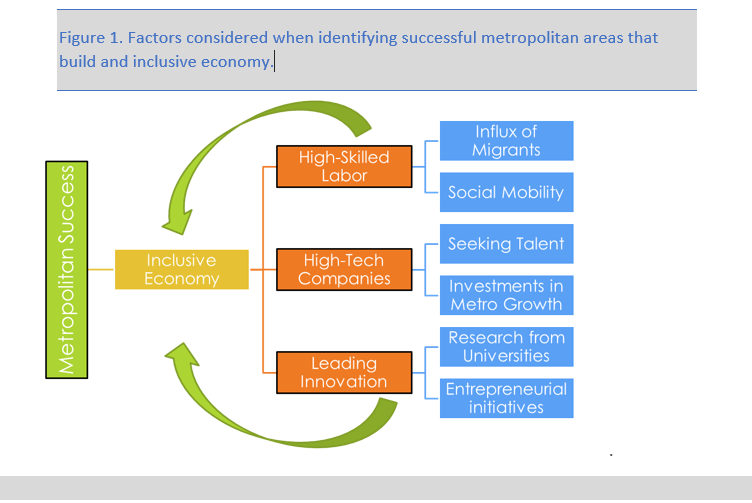 Figure 1. Factors considered when identifying successful metropolitan areas that
build and inclusive economy.
Metropolitan Success
Inclusive
Economy
High-Skilled
Labor
Influx of
Migrants
Social Mobility
High-Tech
Companies
Seeking Talent
Investments in
Metro Growth
Leading
Innovation
Research from
Universities
Entrepreneurial
initiatives